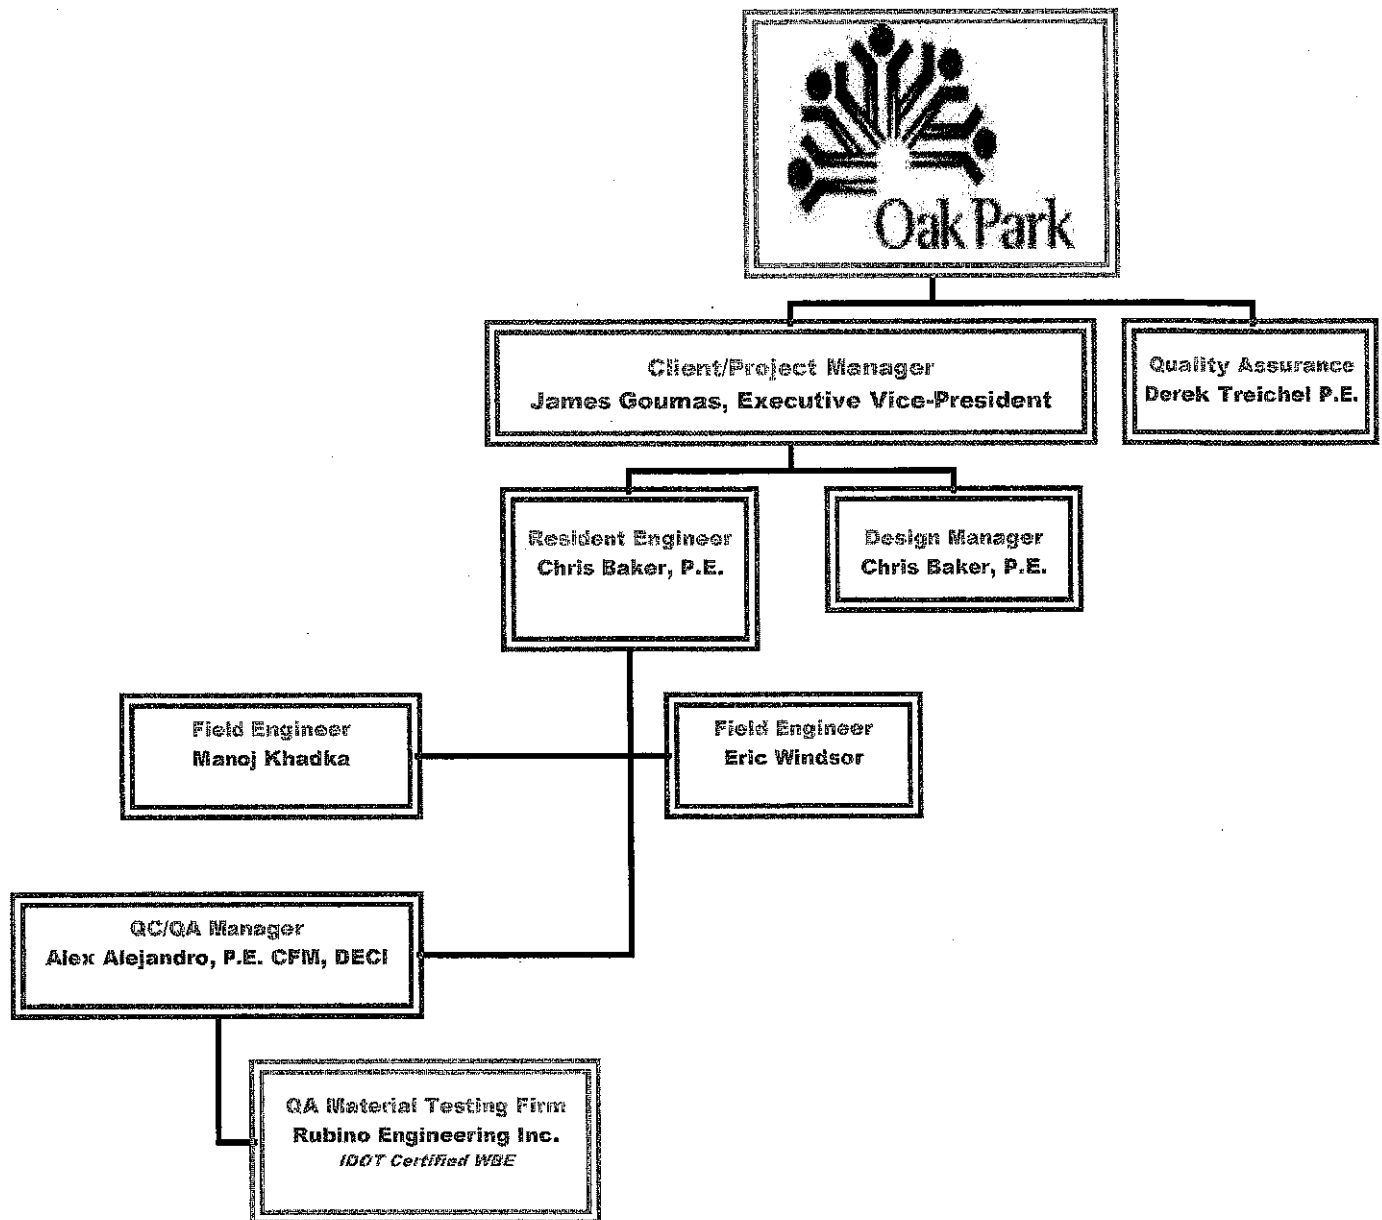 Oak Park
Client/Project Manager
James Goumas, Executive Vice-President
Quality Assurance
Derek Treichel P.E.
Resident Engineer
Chris Baker, P.E.
Design Manager
Chris Baker, P.E.
Field Engineer
Manoj Khadka
Field Engineer
Eric Windsor
QC/QA Manager
Alex Alejandro, P.E. CFM, DECI
QA Material Testing Firm
Rubino Engineering Inc.
IDOT Certified WBE